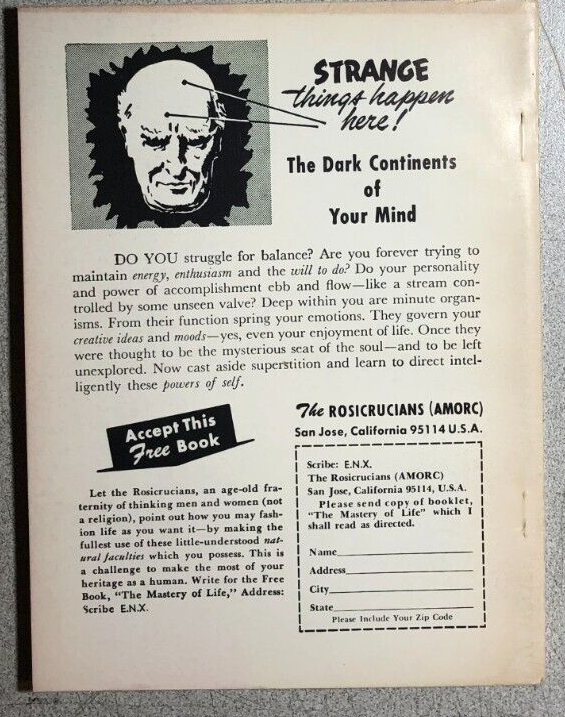 STRANGE
things happen
here!
The Dark Continents
of
Your Mind
DO YOU struggle for balance? Are you forever trying to
maintain energy, enthusiasm and the will to do? Do your personality
and power of accomplishment ebb and flow—like a stream con-
trolled by some unseen valve? Deep within you are minute organ-
isms. From their function spring your emotions. They govern your
creative ideas and moods—yes, even your enjoyment of life. Once they
were thought to be the mysterious seat of the soul—and to be left
unexplored. Now cast aside superstition and learn to direct intel-
ligently these powers of self.
Accept This
Free Book
Let the Rosicrucians, an age-old fra-
ternity of thinking men and women (not
a religion), point out how you may fash-
ion life as you want it—by making the
fullest use of these little-understood nat-
ural faculties which you possess. This is
a challenge to make the most of your
heritage as a human. Write for the Free
Book, "The Mastery of Life," Address:
Scribe E.N.X.
The ROSICRUCIANS (AMORC)
San Jose, California 95114 U.S.A.
Scribe: E.N.X.
The Rosicrucians (AMORC)
San Jose, California 95114, U.S.A.
Please send copy of booklet,
"The Mastery of Life" which I
shall read as directed.
Name
Address
City
State
Please Include Your Zip Code